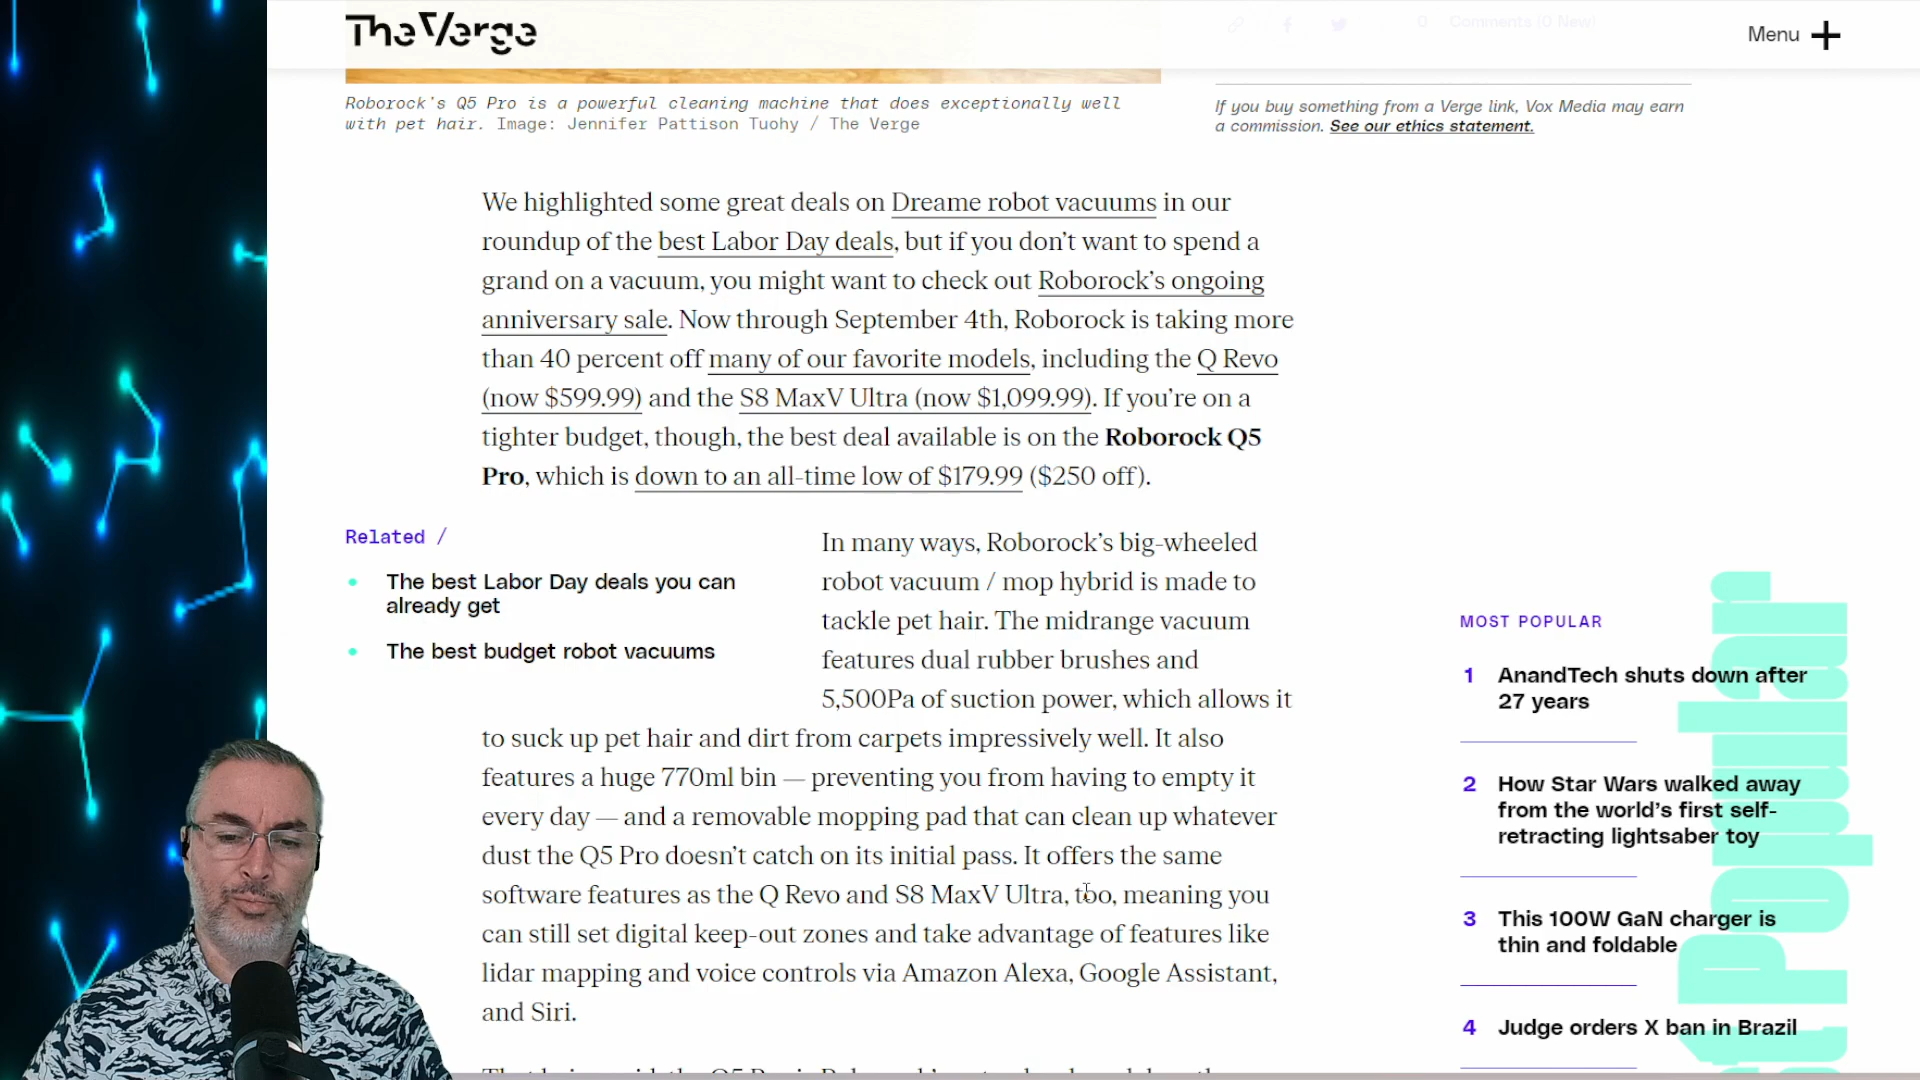 The Verge
0 Comments (0 New)
Menu
Roborock's Q5 Pro is a powerful cleaning machine that does exceptionally well
with pet hair. Image: Jennifer Pattison Tuohy / The Verge
If you buy something from a Verge link, Vox Media may earn
a commission. See our ethics statement.
We highlighted some great deals on Dreame robot vacuums in our
roundup of the best Labor Day deals, but if you don't want to spend a
grand on a vacuum, you might want to check out Roborock's ongoing
anniversary sale. Now through September 4th, Roborock is taking more
than 40 percent off many of our favorite models, including the Q Revo
(now $599.99) and the S8 MaxV Ultra (now $1,099.99). If you're on a
tighter budget, though, the best deal available is on the Roborock Q5
Pro, which is down to an all-time low of $179.99 ($250 off).
Related /
The best Labor Day deals you can
already get
The best budget robot vacuums
In many ways, Roborock's big-wheeled
robot vacuum / mop hybrid is made to
tackle pet hair. The midrange vacuum
features dual rubber brushes and
5,500Pa of suction power, which allows it
to suck up pet hair and dirt from carpets impressively well. It also
features a huge 770ml bin — preventing you from having to empty it
every day — and a removable mopping pad that can clean up whatever
dust the Q5 Pro doesn't catch on its initial pass. It offers the same
software features as the Q Revo and S8 MaxV Ultra, too, meaning you
can still set digital keep-out zones and take advantage of features like
lidar mapping and voice controls via Amazon Alexa, Google Assistant,
and Siri.
MOST POPULAR
1 AnandTech shuts down after
27 years
2 How Star Wars walked away
from the world's first self-
retracting lightsaber toy
3 This 100W GaN charger is
thin and foldable
4 Judge orders X ban in Brazil
Popular